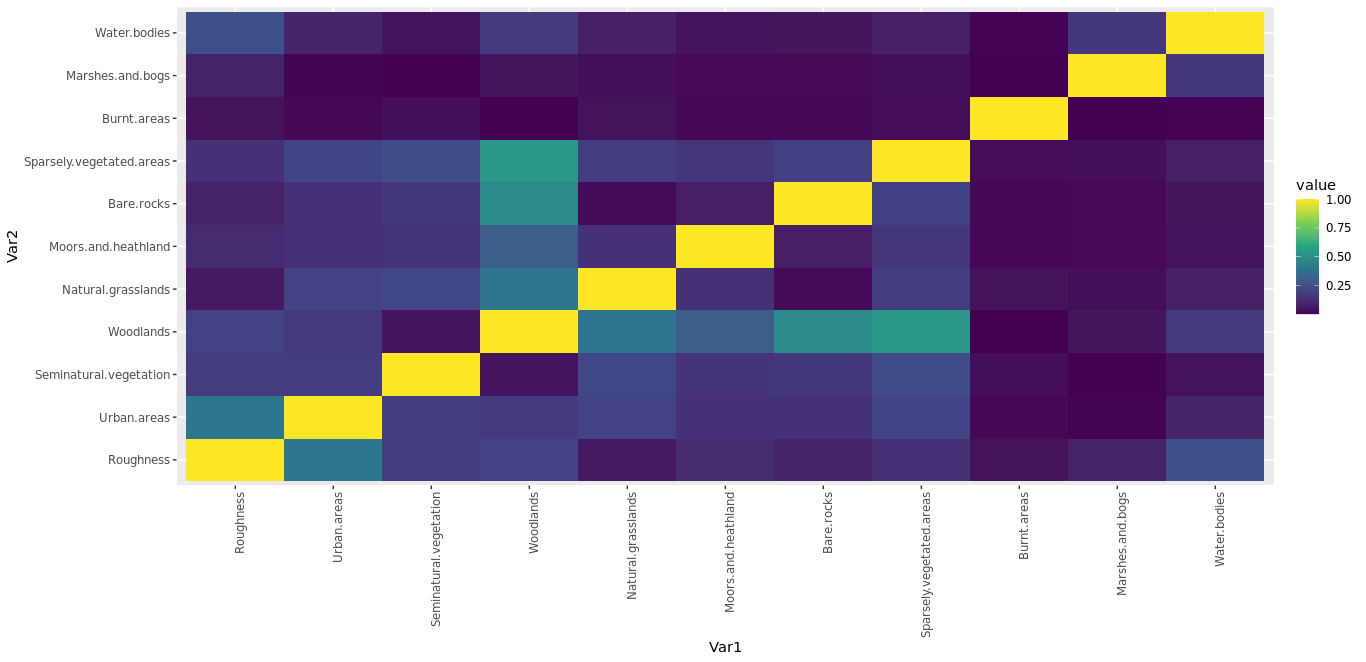 Water.bodies
Marshes.and.bogs
Burnt.areas
Sparsely.vegetated.areas
Bare.rocks
Moors.and.heathland
Natural.grasslands
Woodlands
Seminatural.vegetation
Urban.areas
Roughness
Var2
Roughness
Urban.areas
Seminatural.vegetation
Woodlands
Natural.grasslands
Moors.and.heathland
Bare.rocks
Sparsely.vegetated.areas
Burnt.areas
Marshes.and.bogs
Water.bodies
Var1
value
1.00
0.75
0.50
0.25